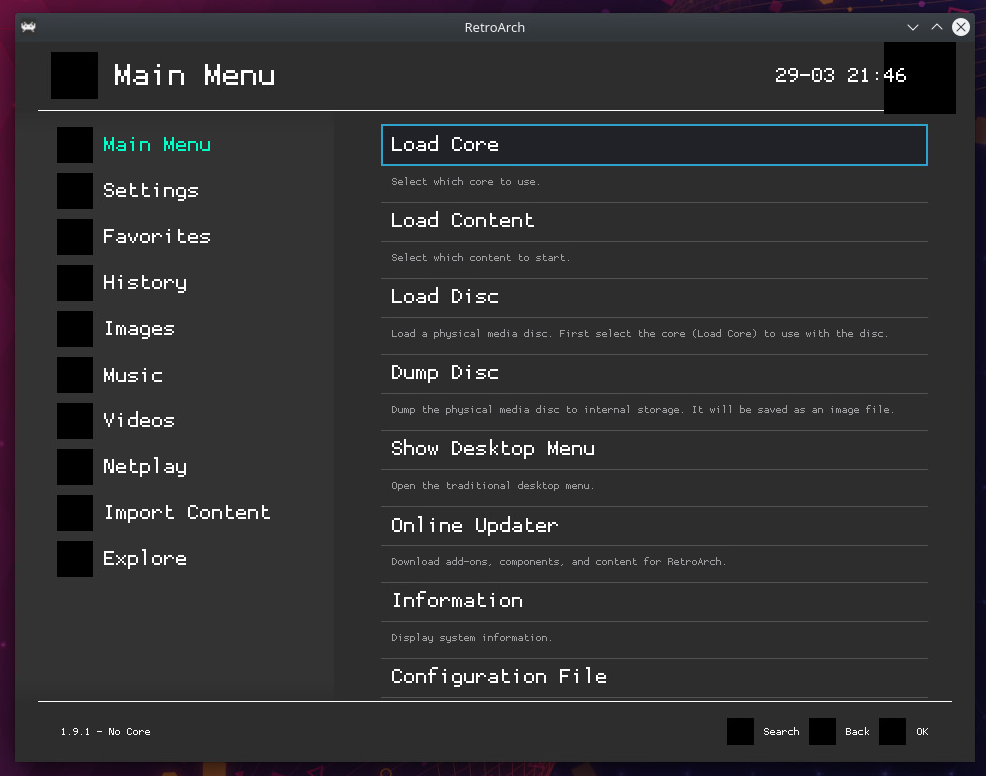 RetroArch
Main Menu
29-03 21:46
Main Menu
Settings
Favorites
History
Images
Music
Videos
Netplay
Import Content
Explore
Load Core
Select which core to use.
Load Content
Select which content to start.
Load Disc
Load a physical media disc. First select the core (Load Core) to use with the disc.
Dump Disc
Dump the physical media disc to internal storage. It will be saved as an image file.
Show Desktop Menu
Open the traditional desktop menu.
Online Updater
Download add-ons, components, and content for RetroArch.
Information
Display system information.
Configuration File
1.9.1 - No Core
Search
Back
OK